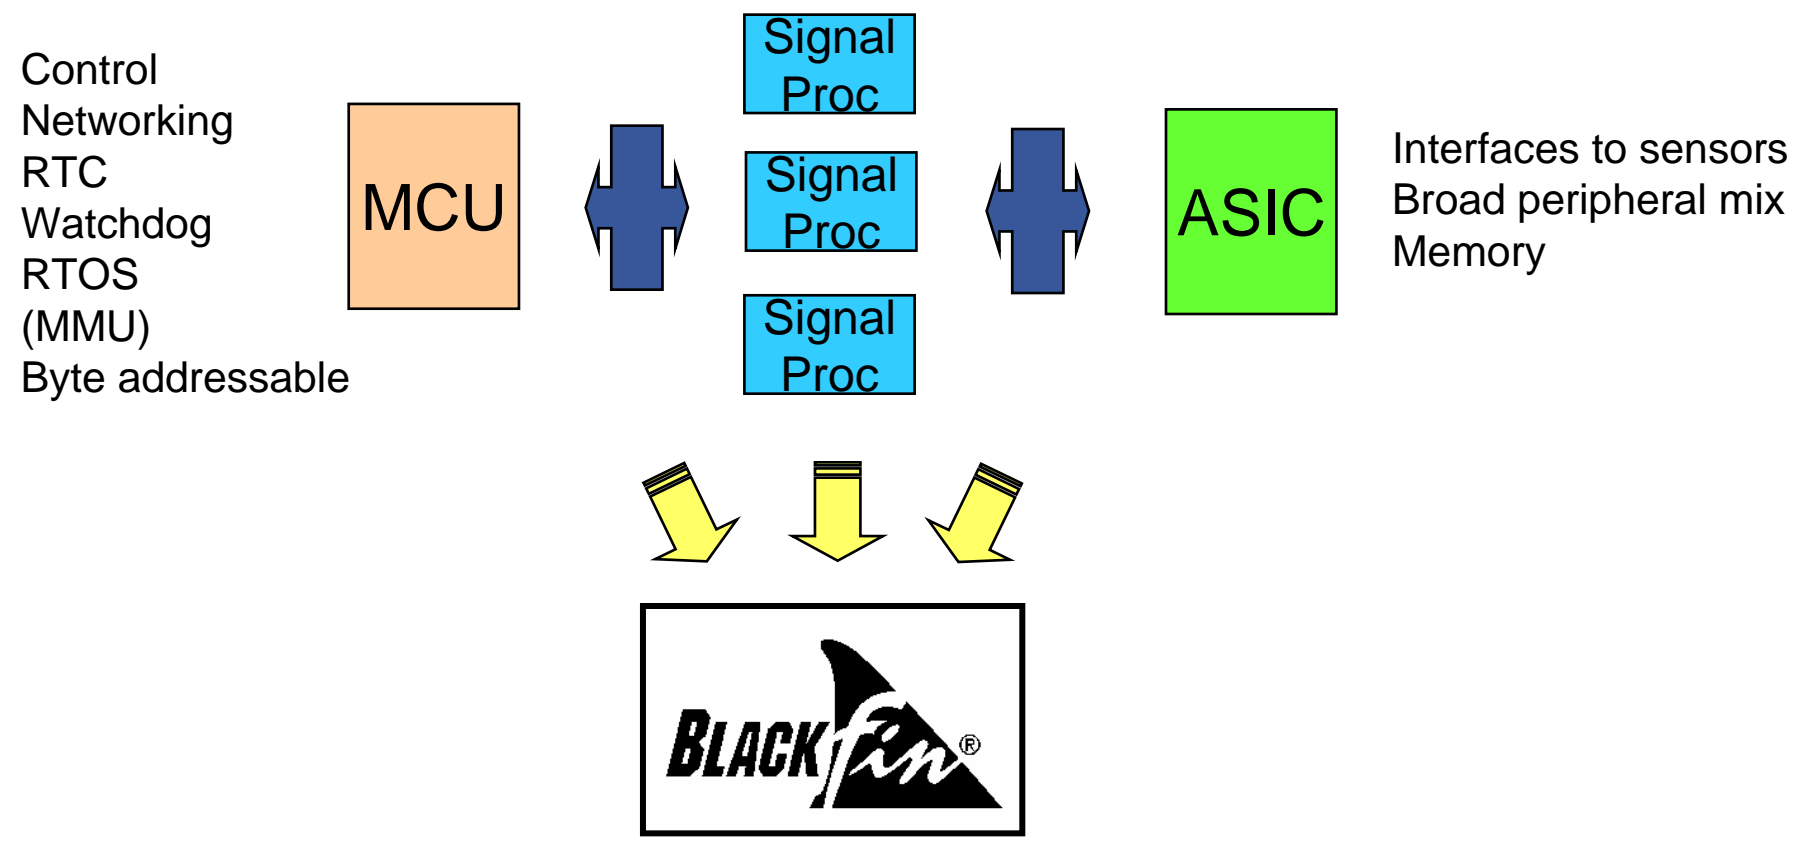 Control
Networking
RTC
Watchdog
RTOS
(MMU)
Byte addressable
MCU
Signal
Proc
Signal
Proc
Signal
Proc
ASIC
Interfaces to sensors
Broad peripheral mix
Memory
BLACKfin®